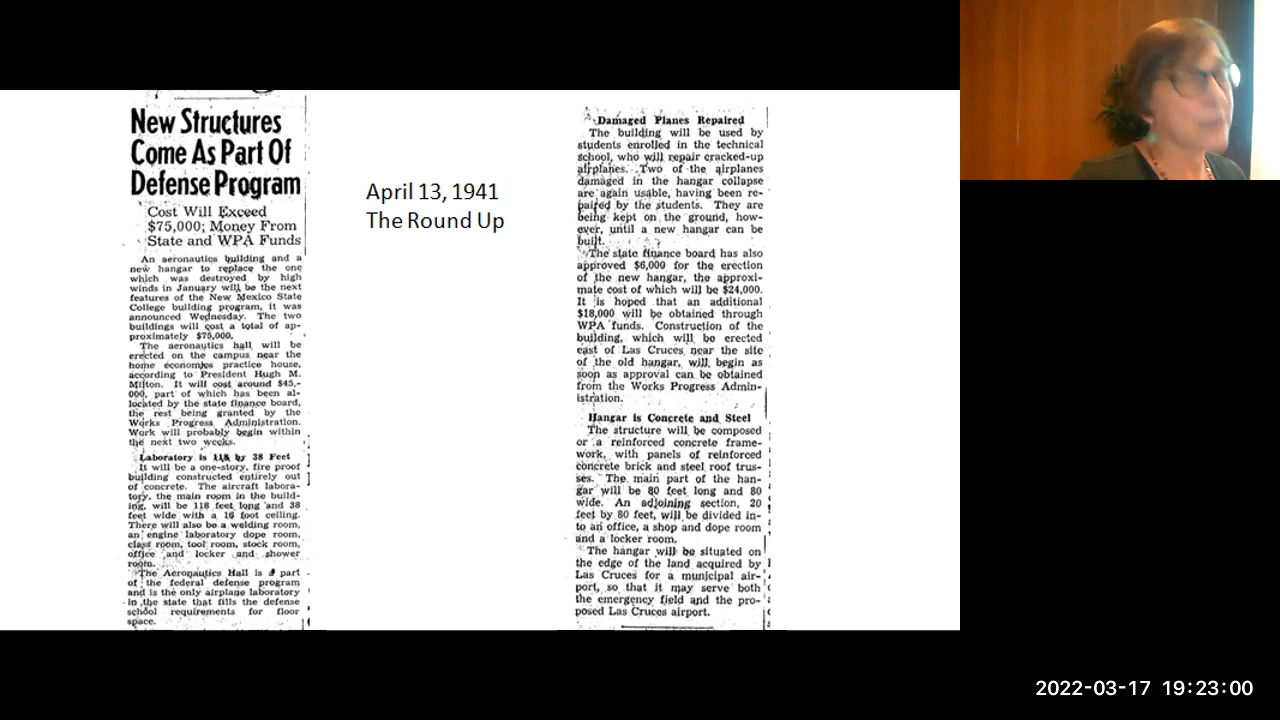 New Structures
Come As Part Of
Defense Program
Cost Will Exceed
$75,000; Money From
State and WPA Funds
An aeronautics building and a
new hangar to replace the one
which was destroyed by high
winds in January will be the next
features of the New Mexico State
College building program, it was
announced Wednesday. The two
buildings will cost a total of ap-
proximately $75,000.
The aeronautics hall will be
erected on the campus near the
home economics practice house,
according to President Hugh M.
Milton. It will cost around $45,-
000, part of which has been al-
located by the state finance board,
the rest being granted by the
Works Progress Administration.
Work will probably begin within
the next two weeks.
Laboratory is 118 by 38 Feet
It will be a one-story, fire proof
building constructed entirely out
of concrete. The aircraft labora-
tory, the main room in the build-
ing, will be 118 feet long and 38
feet wide with a 16 foot ceiling.
There will also be a welding room,
an engine laboratory dope room,
class room, tool room, stock room,
office and locker and shower
room.
The Aeronautics Hall is a part
of the federal defense program
and is the only airplane laboratory
in the state that fills the defense
school requirements for floor
space.
April 13, 1941
The Round Up
Damaged Planes Repaired
The building will be used by
students enrolled in the technical
school, who will repair cracked-up
airplanes. Two of the airplanes
damaged in the hangar collapse
are again usable, having been re-
paired by the students. They are
being kept on the ground, how-
ever, until a new hangar can be
built.
The state finance board has also
approved $6,000 for the erection
of the new hangar, the approxi-
mate cost of which will be $24,000.
It is hoped that an additional
$18,000 will be obtained through
WPA funds. Construction of the
building, which will be erected
east of Las Cruces near the site
of the old hangar, will begin as
soon as approval can be obtained
from the Works Progress Admin-
istration.
Hangar is Concrete and Steel
The structure will be composed
or a reinforced concrete frame-
work, with panels of reinforced
concrete brick and steel roof trus-
ses. The main part of the han-
gar will be 80 feet long and 80
wide. An adjoining section, 20
feet by 80 feet, will be divided in-
to an office, a shop and dope room
and a locker room.
The hangar will be situated on
the edge of the land acquired by
Las Cruces for a municipal air-
port, so that it may serve both
the emergency field and the pro-
posed Las Cruces airport.
2022-03-17 19:23:00